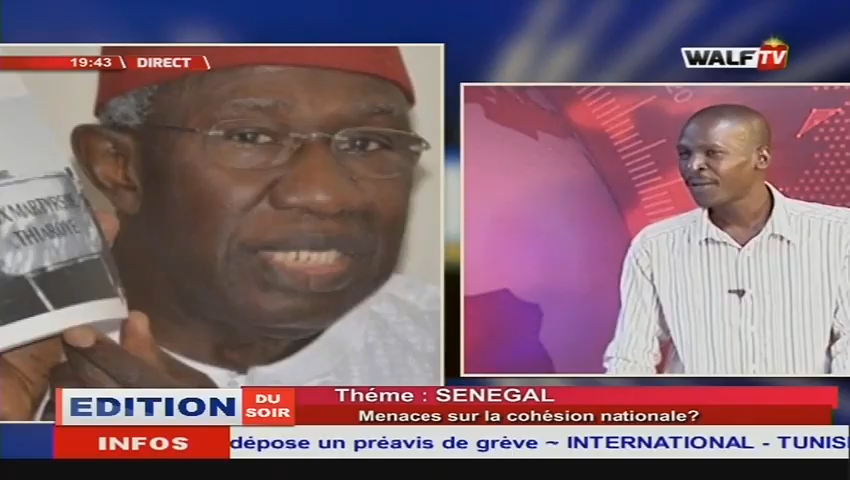 19:43 \ DIRECT \
WALF TV
MARTYRS DE
THIAROYE
EDITION DU SOIR
Théme : SENEGAL
Menaces sur la cohésion nationale?
INFOS
dépose un préavis de grève ~ INTERNATIONAL - TUNIS